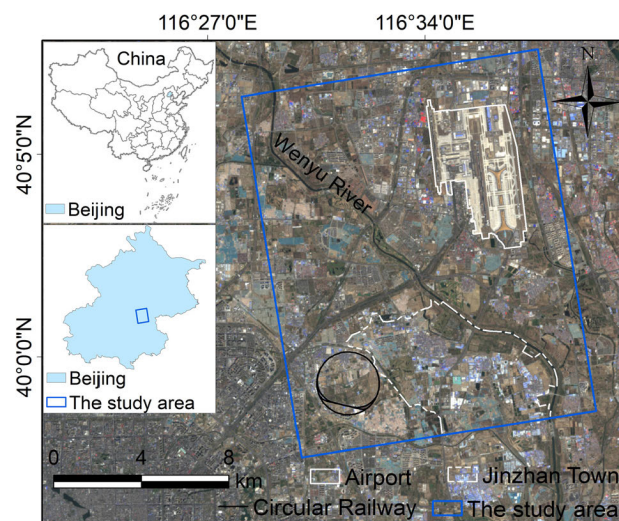 116°27'0"E
116°34'0"E
China
N
40°5'0"N
Wenyu River
Beijing
40°0'0"N
Beijing
The study area
0
4
8
km
Airport
Jinzhan Town
Circular Railway
The study area